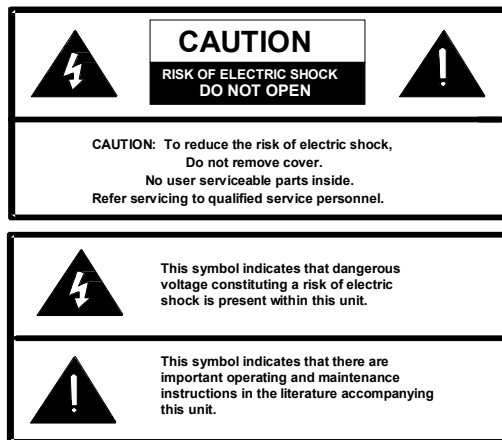 CAUTION
RISK OF ELECTRIC SHOCK
DO NOT OPEN
CAUTION: To reduce the risk of electric shock,
Do not remove cover.
No user serviceable parts inside.
Refer servicing to qualified service personnel.
This symbol indicates that dangerous
voltage constituting a risk of electric
shock is present within this unit.
This symbol indicates that there are
important operating and maintenance
instructions in the literature accompanying
this unit.